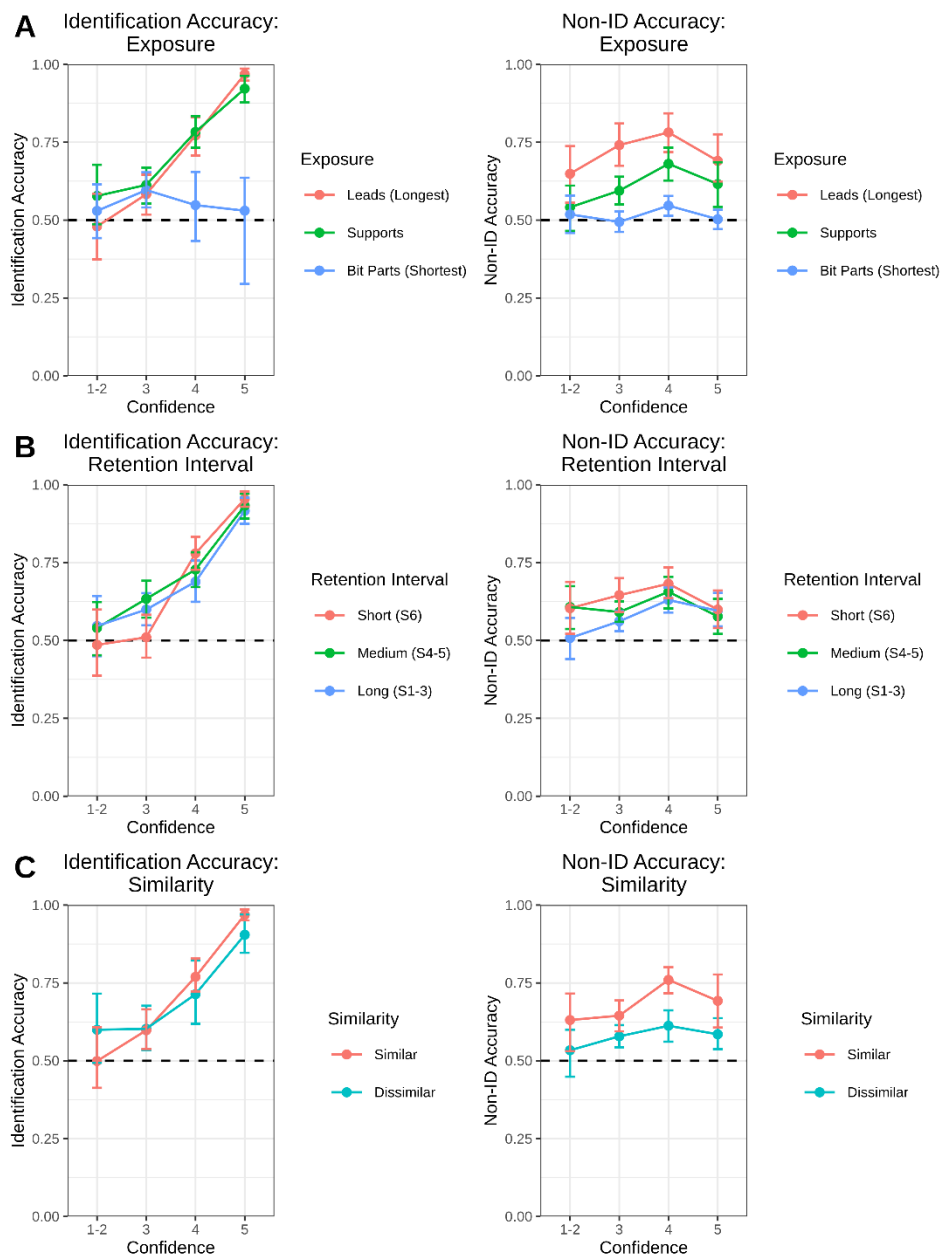 A
Identification Accuracy:
Exposure
1.00
0.75
0.50
0.25
0.00
Identification Accuracy
1-2 3 4 5
Confidence
Exposure
Leads (Longest)
Supports
Bit Parts (Shortest)
Non-ID Accuracy:
Exposure
1.00
0.75
0.50
0.25
0.00
Non-ID Accuracy
1-2 3 4 5
Confidence
Exposure
Leads (Longest)
Supports
Bit Parts (Shortest)
B
Identification Accuracy:
Retention Interval
1.00
0.75
0.50
0.25
0.00
Identification Accuracy
1-2 3 4 5
Confidence
Retention Interval
Short (S6)
Medium (S4-5)
Long (S1-3)
Non-ID Accuracy:
Retention Interval
1.00
0.75
0.50
0.25
0.00
Non-ID Accuracy
1-2 3 4 5
Confidence
Retention Interval
Short (S6)
Medium (S4-5)
Long (S1-3)
C
Identification Accuracy:
Similarity
1.00
0.75
0.50
0.25
0.00
Identification Accuracy
1-2 3 4 5
Confidence
Similarity
Similar
Dissimilar
Non-ID Accuracy:
Similarity
1.00
0.75
0.50
0.25
0.00
Non-ID Accuracy
1-2 3 4 5
Confidence
Similarity
Similar
Dissimilar